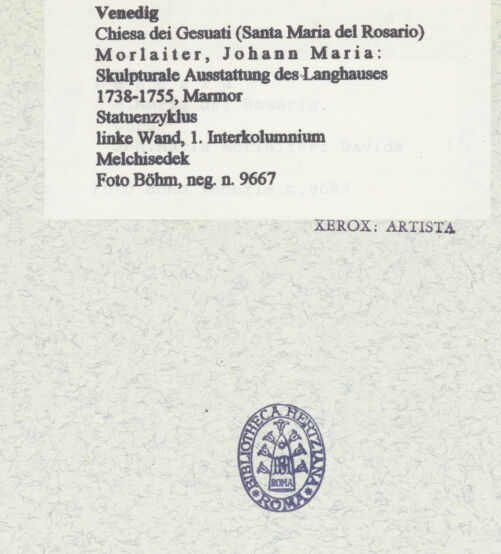 Venedig
Chiesa dei Gesuati (Santa Maria del Rosario)
Morlaiter, Johann Maria:
Skulpturale Ausstattung des Langhauses
1738-1755, Marmor
Statuenzyklus
linke Wand, 1. Interkolumnium
Melchisedek
Foto Böhm, neg. n. 9667
XEROX: ARTISTA
BIBLIOTHECA HERTZIANA
ROMA
ROMA